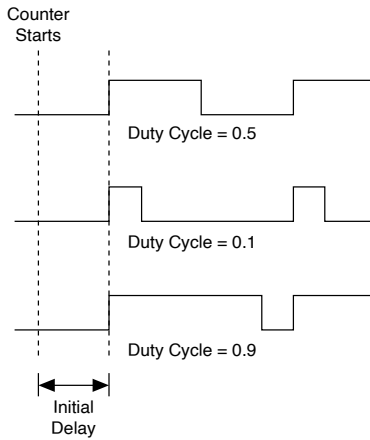 Counter
Starts
Duty Cycle = 0.5
Duty Cycle = 0.1
Duty Cycle = 0.9
Initial
Delay